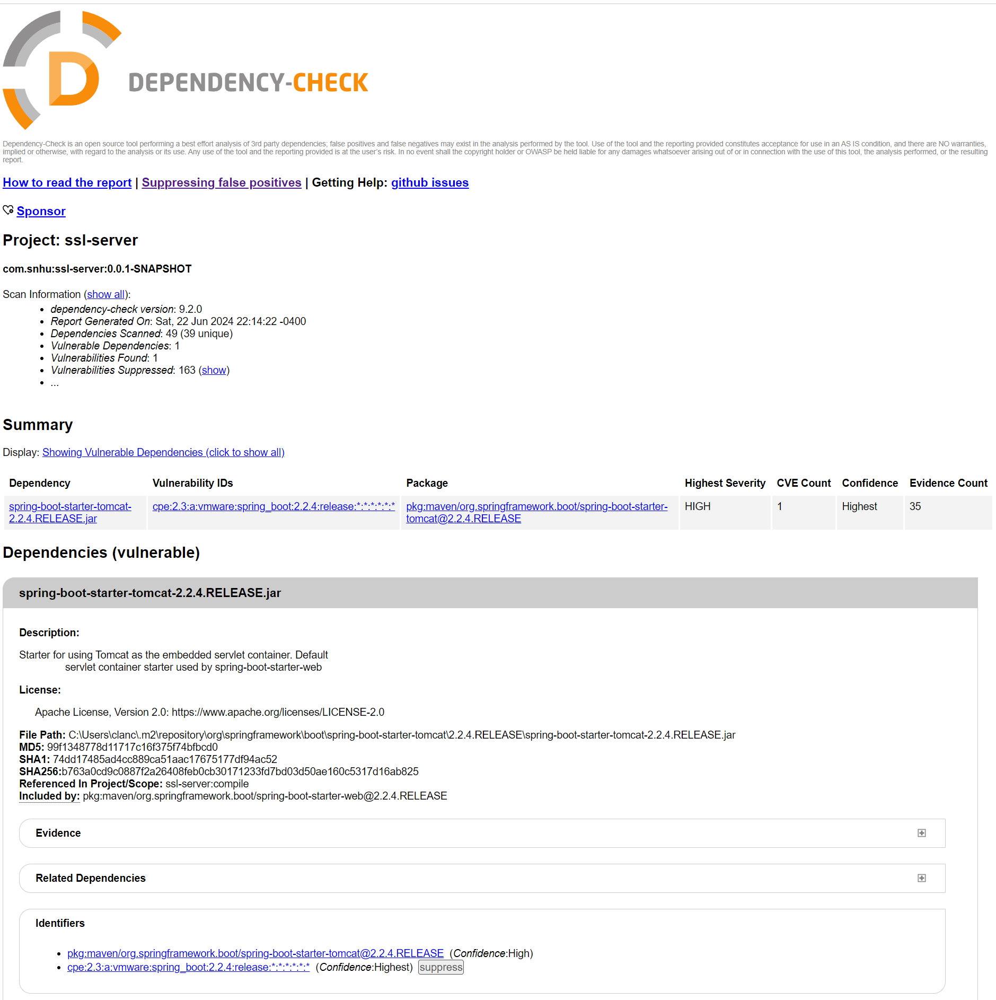 D
DEPENDENCY-CHECK
Dependency-Check is an open source tool performing a best effort analysis of 3rd party dependencies; false positives and false negatives may exist in the analysis performed by the tool. Use of the tool and the reporting provided constitutes acceptance for use in an AS IS condition, and there are NO warranties,
implied or otherwise, with regard to the analysis or its use. Any use of the tool and the reporting provided is at the user's risk. In no event shall the copyright holder or OWASP be held liable for any damages whatsoever arising out of or in connection with the use of this tool, the analysis performed, or the resulting
report.
How to read the report | Suppressing false positives | Getting Help: github issues
Sponsor
Project: ssl-server
com.snhu:ssl-server:0.0.1-SNAPSHOT
Scan Information (show all):
• dependency-check version: 9.2.0
• Report Generated On: Sat, 22 Jun 2024 22:14:22 -0400
• Dependencies Scanned: 49 (39 unique)
• Vulnerable Dependencies: 1
• Vulnerabilities Found: 1
• Vulnerabilities Suppressed: 163 (show)
• ...
Summary
Display: Showing Vulnerable Dependencies (click to show all)
Dependency Vulnerability IDs Package Highest Severity CVE Count Confidence Evidence Count
spring-boot-starter-tomcat- cpe:2.3:a:vmware:spring_boot:2.2.4:release:*:*:*:*:*:* pkg:maven/org.springframework.boot/spring-boot-starter- HIGH 1 Highest 35
2.2.4.RELEASE.jar tomcat@2.2.4.RELEASE
Dependencies (vulnerable)
spring-boot-starter-tomcat-2.2.4.RELEASE.jar
Description:
Starter for using Tomcat as the embedded servlet container. Default
servlet container starter used by spring-boot-starter-web
License:
Apache License, Version 2.0: https://www.apache.org/licenses/LICENSE-2.0
File Path: C:\Users\clanc\.m2\repository\org\springframework\boot\spring-boot-starter-tomcat\2.2.4.RELEASE\spring-boot-starter-tomcat-2.2.4.RELEASE.jar
MD5: 99f1348778d11717c16f375f74bfbcd0
SHA1: 74dd17485ad4cc889ca51aac17675177df94ac52
SHA256:b763a0cd9c0887f2a26408feb0cb30171233fd7bd03d50ae160c5317d16ab825
Referenced In Project/Scope: ssl-server:compile
Included by: pkg:maven/org.springframework.boot/spring-boot-starter-web@2.2.4.RELEASE
Evidence
Related Dependencies
Identifiers
• pkg:maven/org.springframework.boot/spring-boot-starter-tomcat@2.2.4.RELEASE (Confidence:High)
• cpe:2.3:a:vmware:spring_boot:2.2.4:release:*:*:*:*:*:* (Confidence:Highest) suppress